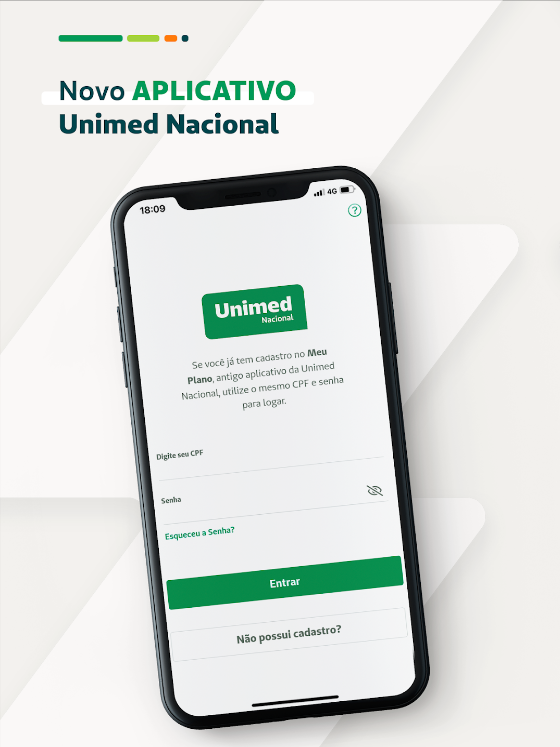 Novo APLICATIVO
Unimed Nacional
18:09
4G
?
Unimed
Nacional
Se você já tem cadastro no Meu
Plano, antigo aplicativo da Unimed
Nacional, utilize o mesmo CPF e senha
para logar.
Digite seu CPF
Senha
Esqueceu a Senha?
Entrar
Não possui cadastro?